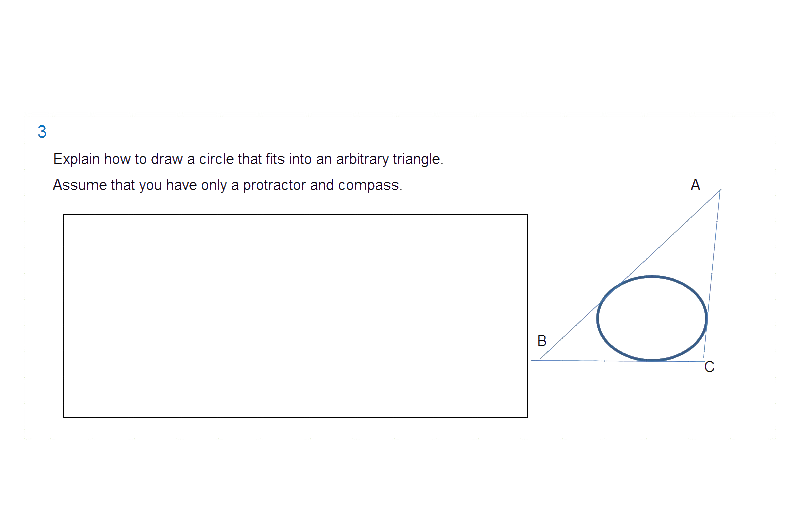 3
Explain how to draw a circle that fits into an arbitrary triangle.
Assume that you have only a protractor and compass.
A
B
C